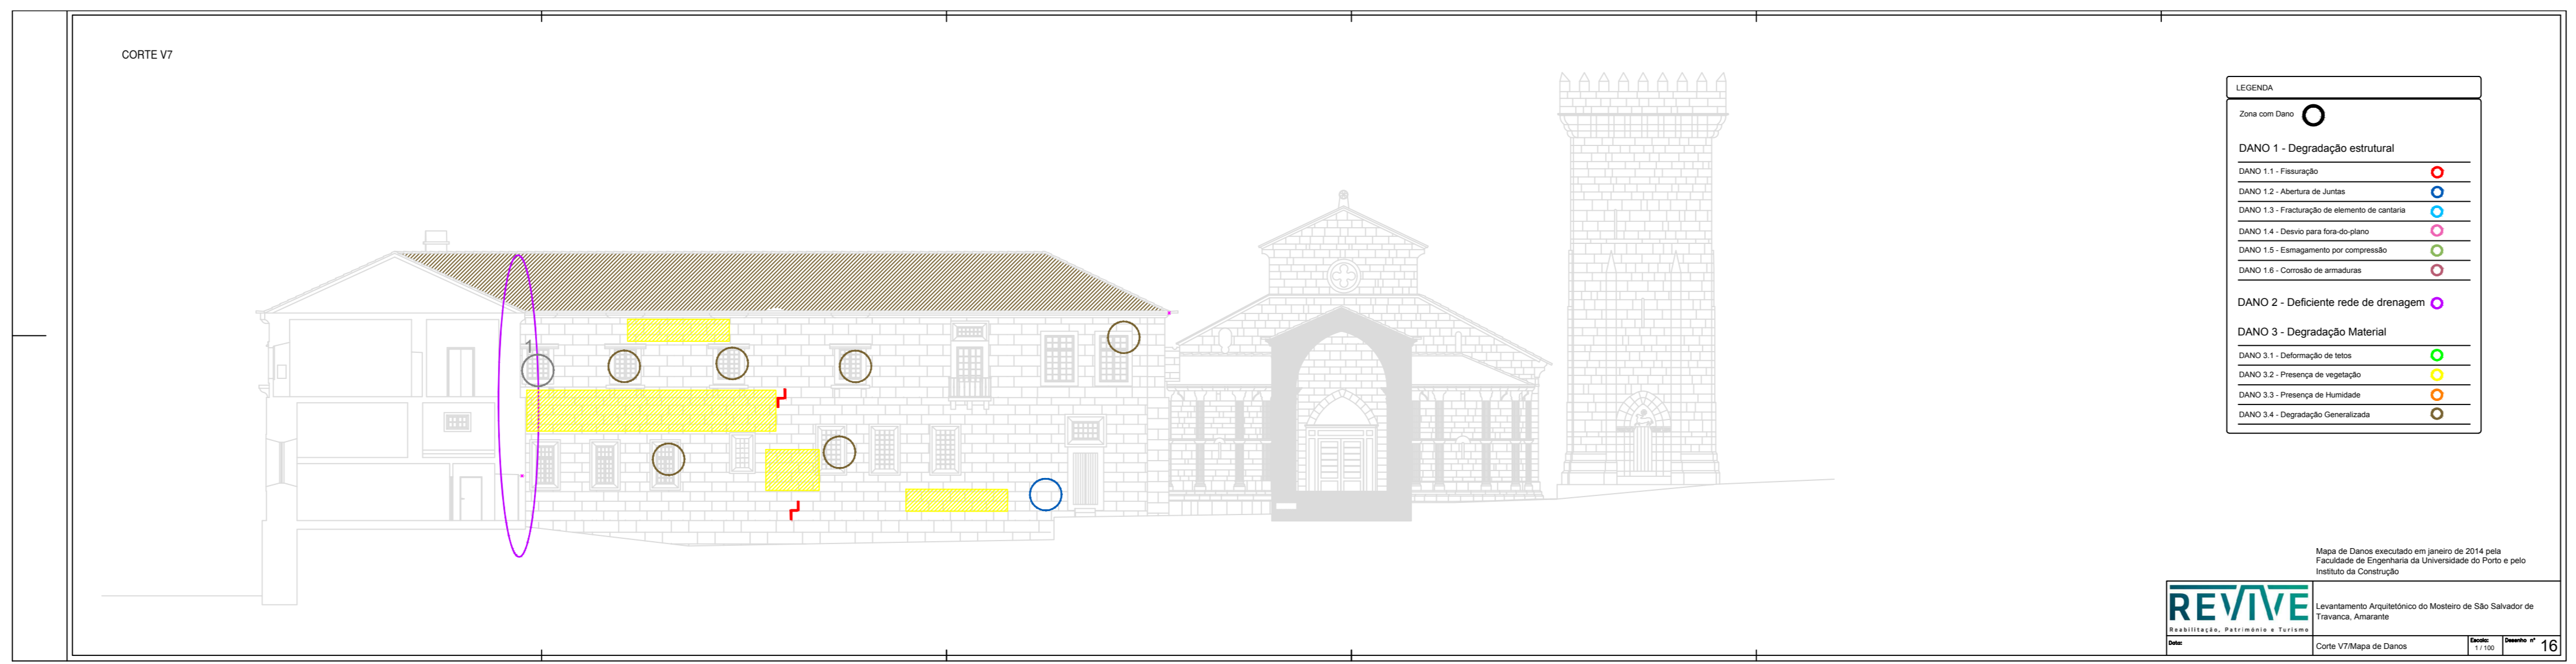 CORTE V7
1
LEGENDA
Zona com Dano
DANO 1 - Degradação estrutural
DANO 1.1 - Fissuração
DANO 1.2 - Abertura de Juntas
DANO 1.3 - Fracturação de elemento de cantaria
DANO 1.4 - Desvio para fora-do-plano
DANO 1.5 - Esmagamento por compressão
DANO 1.6 - Corrosão de armaduras
DANO 2 - Deficiente rede de drenagem
DANO 3 - Degradação Material
DANO 3.1 - Deformação de tetos
DANO 3.2 - Presença de vegetação
DANO 3.3 - Presença de Humidade
DANO 3.4 - Degradação Generalizada
Mapa de Danos executado em janeiro de 2014 pela
Faculdade de Engenharia da Universidade do Porto e pelo
Instituto da Construção
REVIVE
Reabilitação, Património e Turismo
Levantamento Arquitetónico do Mosteiro de São Salvador de
Travanca, Amarante
Data:
Corte V7/Mapa de Danos
Escala:
1 / 100
Desenho nº
16